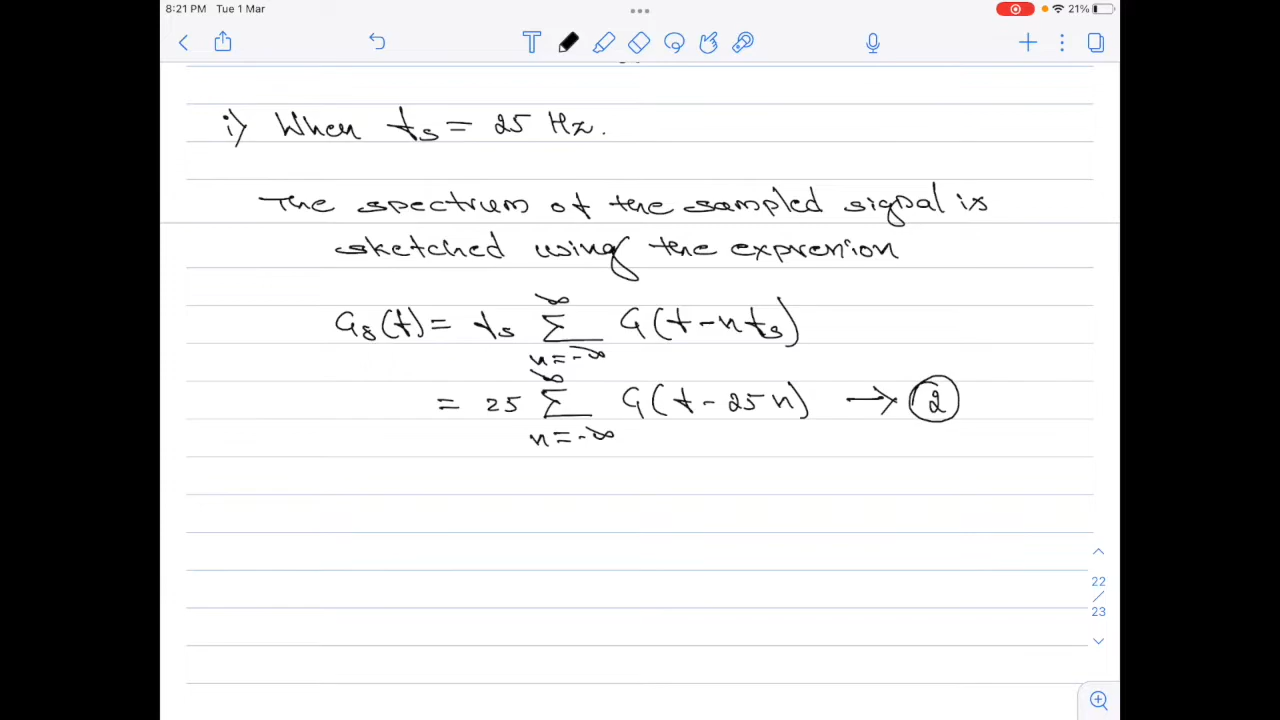 8:21 PM Tue 1 Mar
21%
T
i) When fs = 25 Hz.
The spectrum of the sampled signal is
sketched using the expression
Gδ(f) = fs ∑ n=-∞ ∞ G(f-nfs)
= 25 ∑ n=-∞ ∞ G(f-25n) → 2
22
/
23